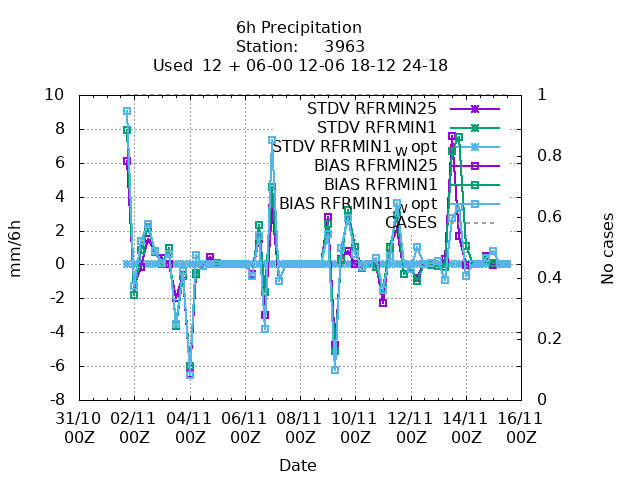 6h Precipitation
Station: 3963
Used 12 + 06-00 12-06 18-12 24-18
STDV RFRMIN25
STDV RFRMIN1
STDV RFRMIN1_W opt
BIAS RFRMIN25
BIAS RFRMIN1
BIAS RFRMIN1_W opt
CASES
10
8
6
4
2
0
-2
-4
-6
-8
mm/6h
1
0.8
0.6
0.4
0.2
0
No cases
31/10 02/11 04/11 06/11 08/11 10/11 12/11 14/11 16/11
00Z 00Z 00Z 00Z 00Z 00Z 00Z 00Z 00Z
Date